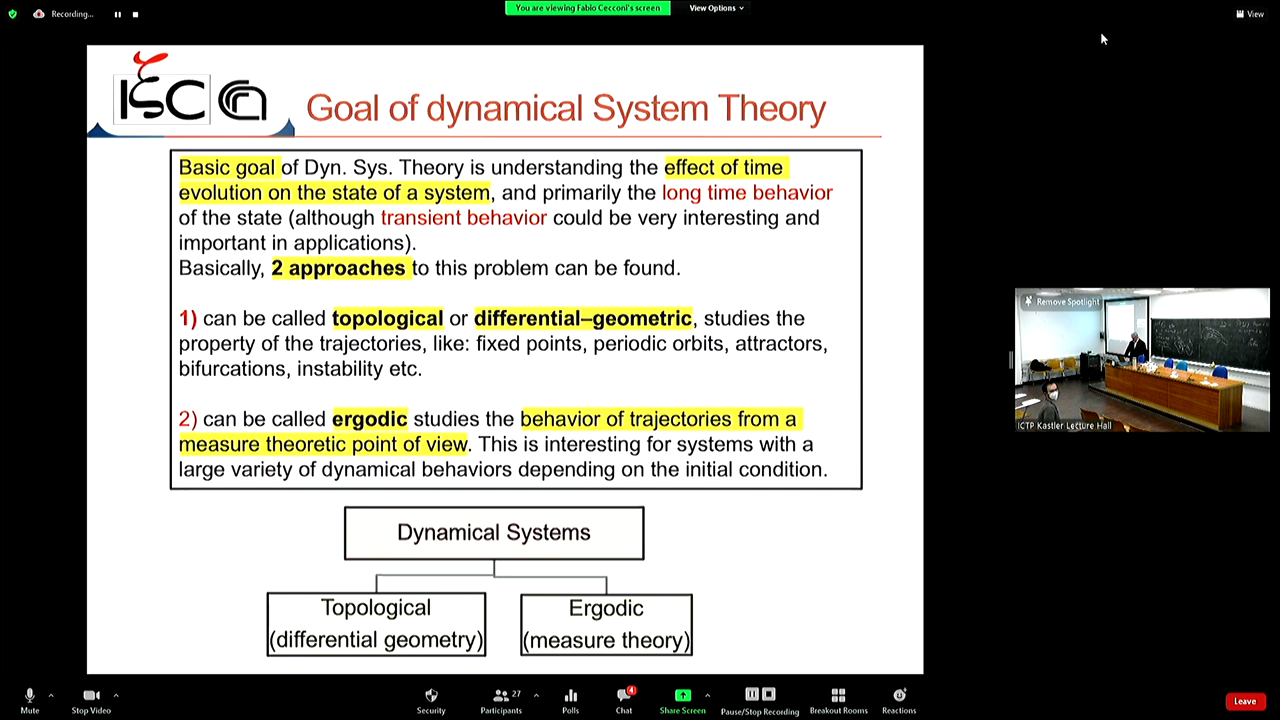 Recording...
You are viewing Fabio Cecconi's screen
View Options
View
ISC
Goal of dynamical System Theory
Basic goal of Dyn. Sys. Theory is understanding the effect of time
evolution on the state of a system, and primarily the long time behavior
of the state (although transient behavior could be very interesting and
important in applications).
Basically, 2 approaches to this problem can be found.
1) can be called topological or differential–geometric, studies the
property of the trajectories, like: fixed points, periodic orbits, attractors,
bifurcations, instability etc.
2) can be called ergodic studies the behavior of trajectories from a
measure theoretic point of view. This is interesting for systems with a
large variety of dynamical behaviors depending on the initial condition.
Dynamical Systems
Topological
(differential geometry)
Ergodic
(measure theory)
Remove Spotlight
ICTP Kastler Lecture Hall
Mute
Stop Video
Security
27
Participants
Polls
4
Chat
Share Screen
Pause/Stop Recording
Breakout Rooms
Reactions
Leave